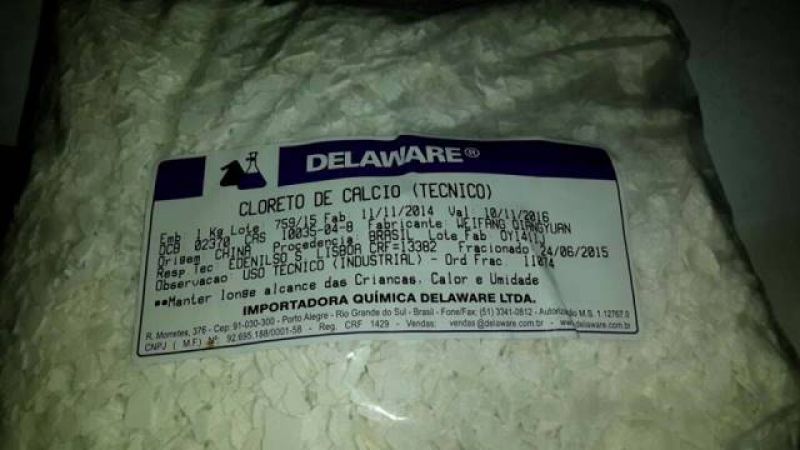 DELAWARE®
CLORETO DE CALCIO (TECNICO)
Emb 1 Kg Lote 759/15 Fab 11/11/2014 Val 10/11/2016
DCB 02370 CAS 10035-04-8 Fabricante WEIFANG QIANGYUAN
Origem CHINA Procedencia BRASIL Lote Fab OY14(1)
Resp Tec EDENILSO S LISBOA CRF=13382 Fracionado 24/06/2015
Observacao USO TECNICO (INDUSTRIAL) - Ord Frac 11074
**Manter longe alcance das Criancas, Calor e Umidade
IMPORTADORA QUÍMICA DELAWARE LTDA.
R. Morretes, 376 - Cep: 91-030-300 - Porto Alegre - Rio Grande do Sul - Brasil - Fone/Fax: (51) 3341-0812 - Autorização M.S. 1.12767.0
CNPJ ( M.F.) Nº: 92.695.188/0001-58 - Reg. CRF 1429 - Vendas: vendas@delaware.com.br - www.delaware.com.br